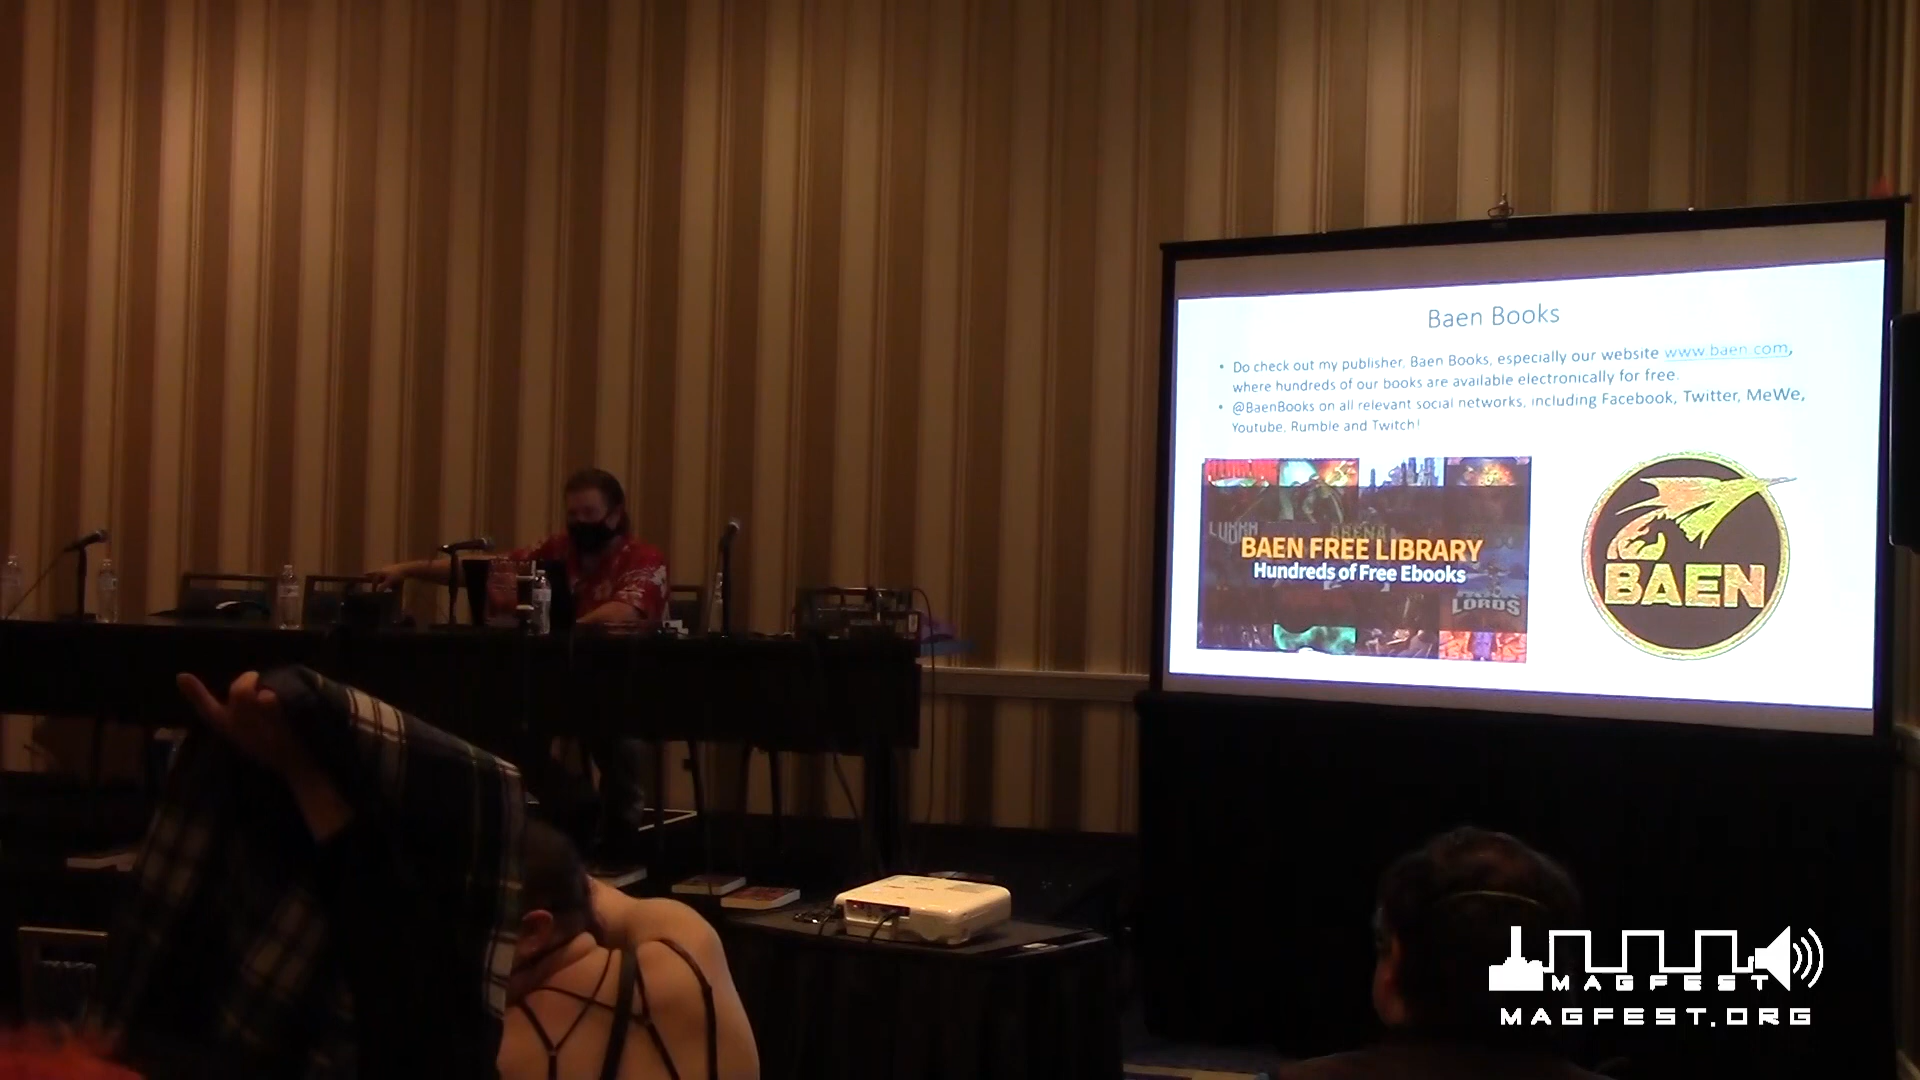 Baen Books
• Do check out my publisher, Baen Books, especially our website www.baen.com,
where hundreds of our books are available electronically for free.
• @BaenBooks on all relevant social networks, including Facebook, Twitter, MeWe,
Youtube, Rumble and Twitch!
ARENA
BAEN FREE LIBRARY
Hundreds of Free Ebooks
LORDS
BAEN
MAGFEST
MAGFEST.ORG